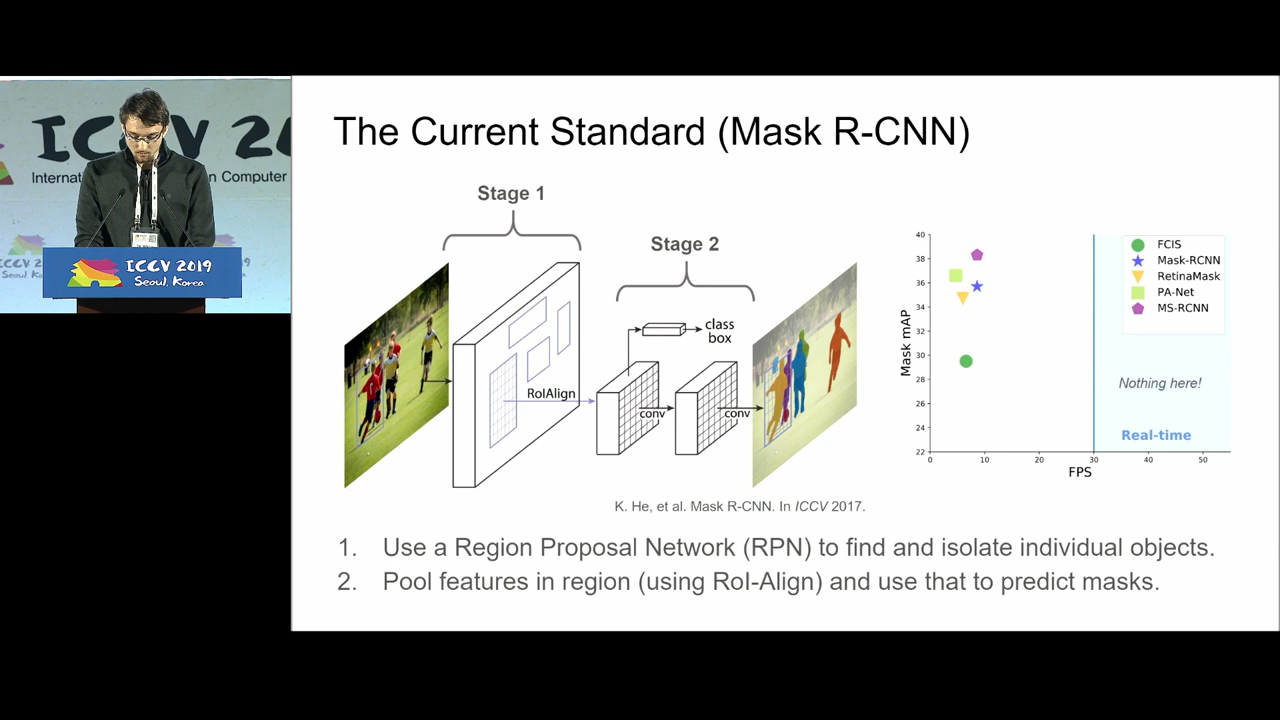 ICCV 20
Internat
n Computer
ICCV 2019
Seoul, Korea
The Current Standard (Mask R-CNN)
Stage 1
Stage 2
RoIAlign
class
box
conv
conv
K. He, et al. Mask R-CNN. In ICCV 2017.
40
38
36
34
32
30
28
26
24
22
Mask mAP
0
10
20
30
40
50
FPS
FCIS
Mask-RCNN
RetinaMask
PA-Net
MS-RCNN
Nothing here!
Real-time
1. Use a Region Proposal Network (RPN) to find and isolate individual objects.
2. Pool features in region (using RoI-Align) and use that to predict masks.